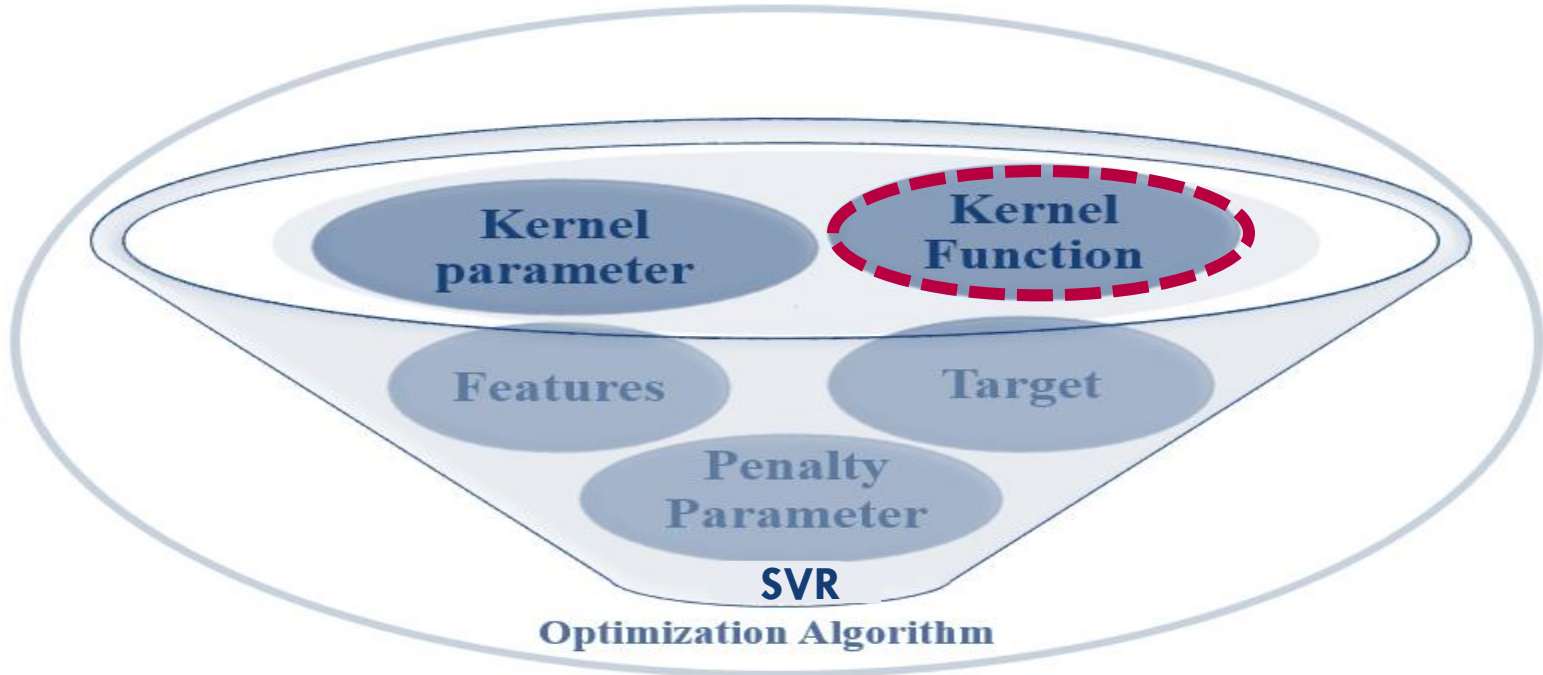 Kernel
parameter
Kernel
Function
Features
Target
Penalty
Parameter
SVR
Optimization Algorithm